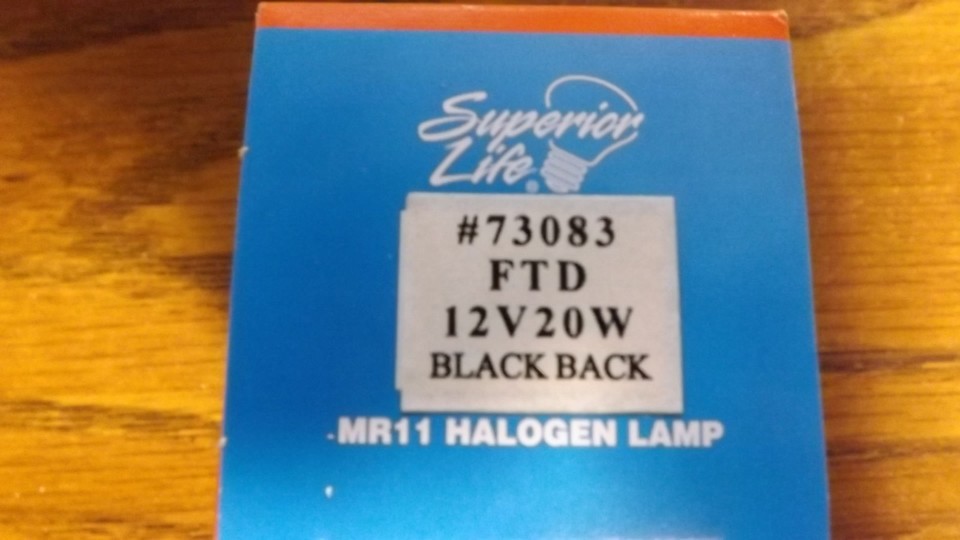 Superior
Life®
#73083
FTD
12V20W
BLACK BACK
MR11 HALOGEN LAMP